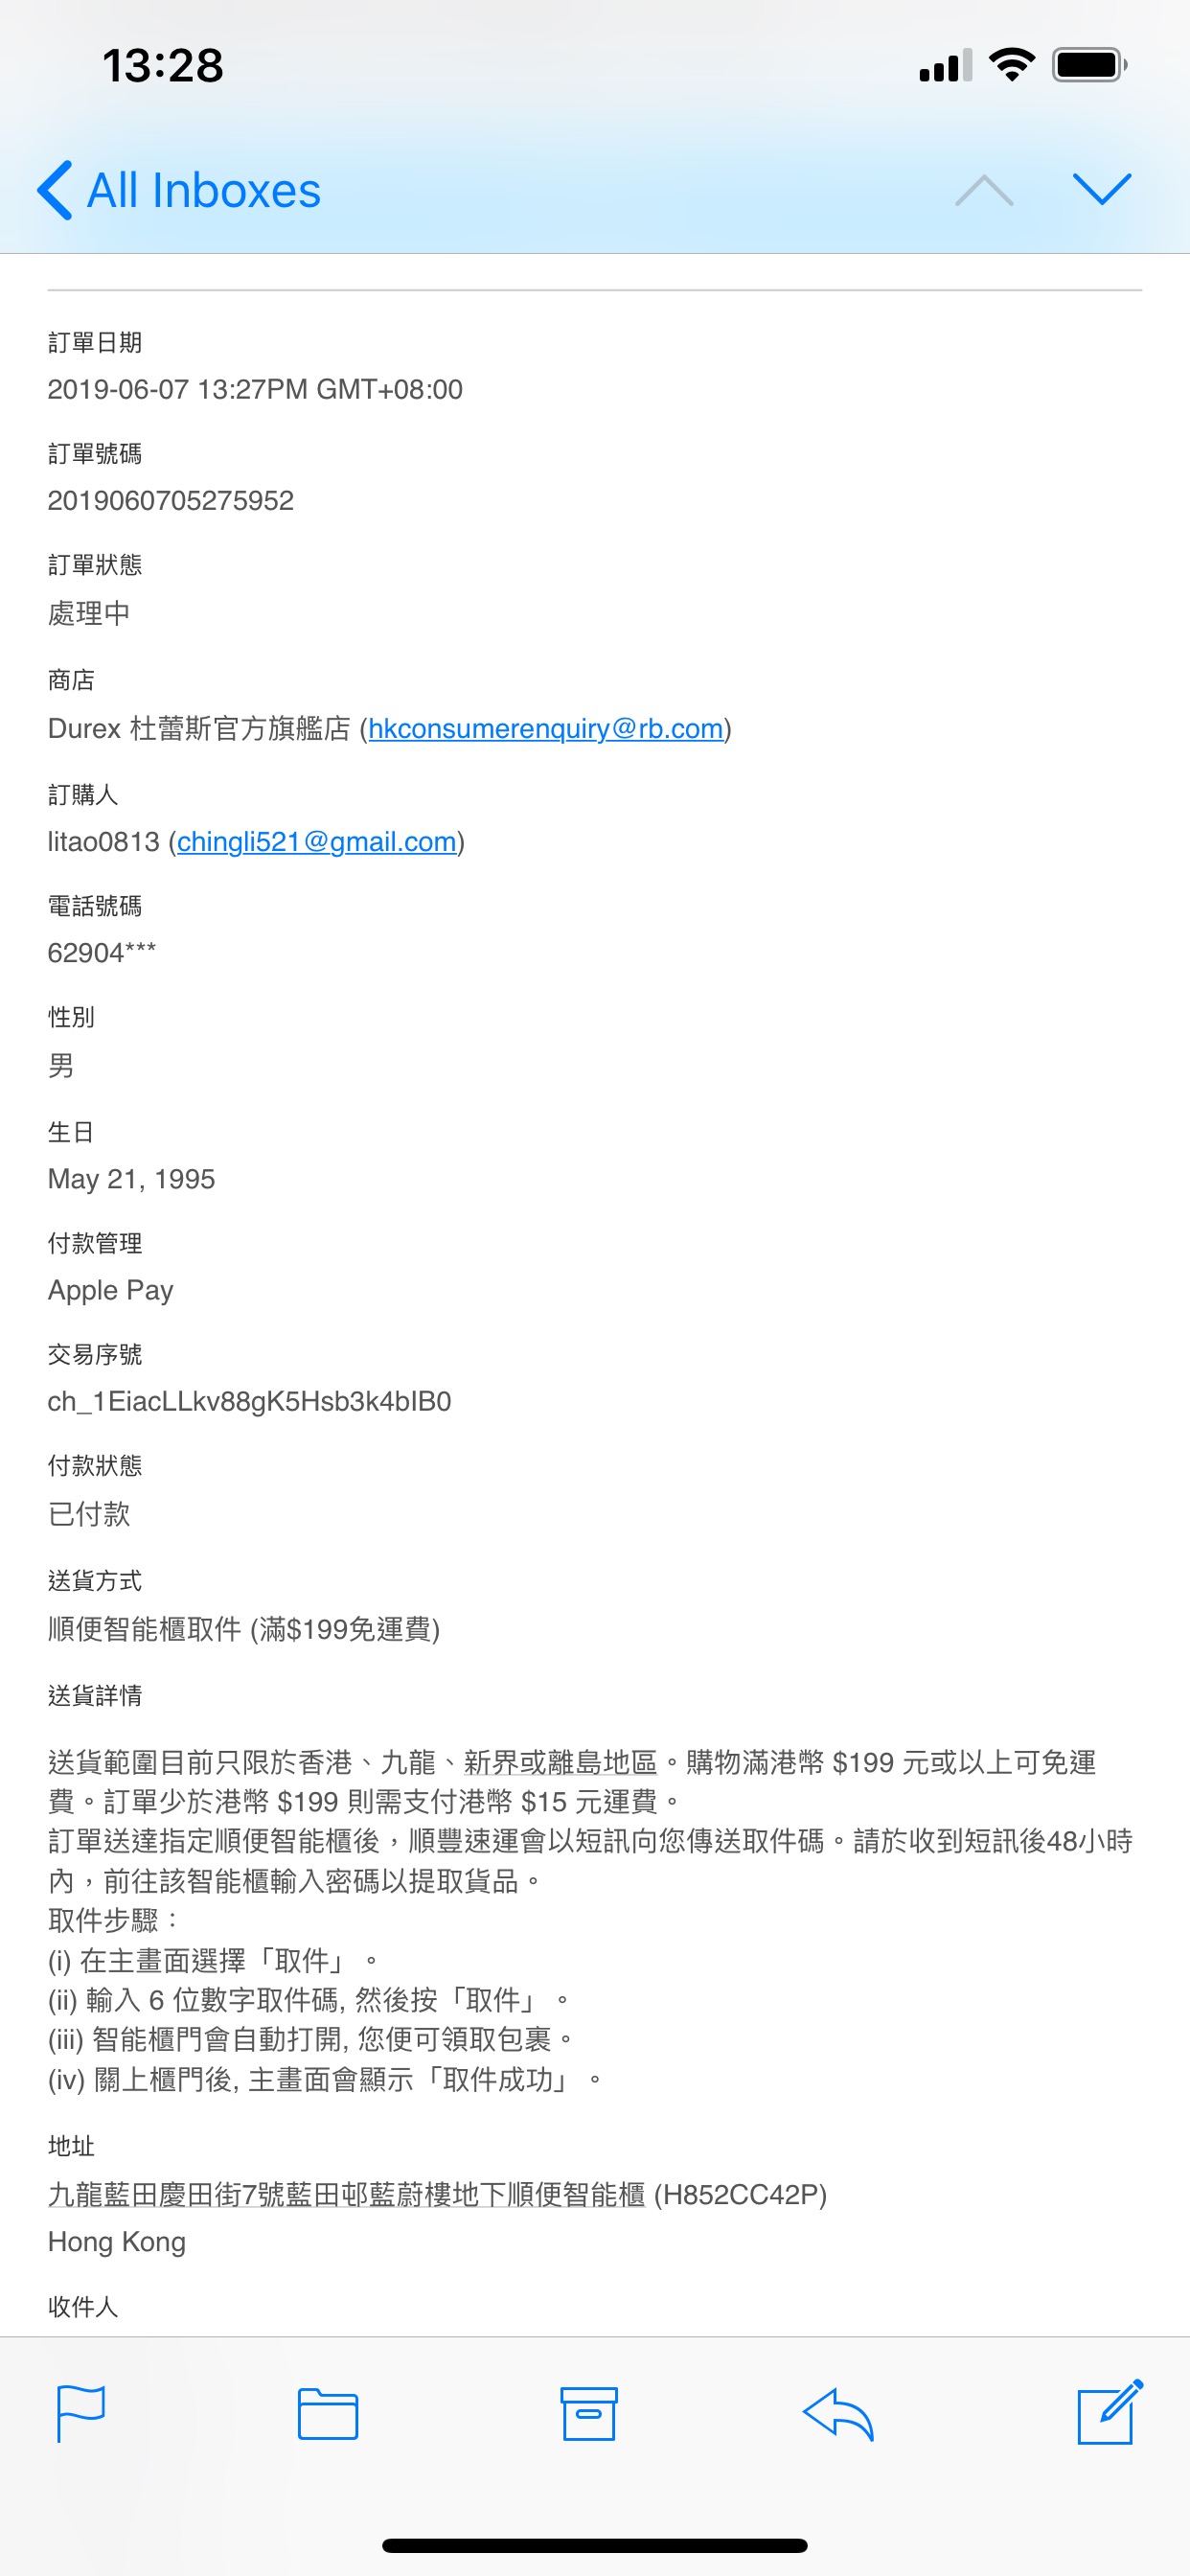 13:28
All Inboxes
訂單日期
2019-06-07 13:27PM GMT+08:00
訂單號碼
2019060705275952
訂單狀態
處理中
商店
Durex 杜蕾斯官方旗艦店 (hkconsumerenquiry@rb.com)
訂購人
litao0813 (chingli521@gmail.com)
電話號碼
62904***
性別
男
生日
May 21, 1995
付款管理
Apple Pay
交易序號
ch_1EiacLLkv88gK5Hsb3k4bIB0
付款狀態
已付款
送貨方式
順便智能櫃取件 (滿$199免運費)
送貨詳情
送貨範圍目前只限於香港、九龍、新界或離島地區。購物滿港幣 $199 元或以上可免運
費。訂單少於港幣 $199 則需支付港幣 $15 元運費。
訂單送達指定順便智能櫃後，順豐速運會以短訊向您傳送取件碼。請於收到短訊後48小時
內，前往該智能櫃輸入密碼以提取貨品。
取件步驟：
(i) 在主畫面選擇「取件」。
(ii) 輸入 6 位數字取件碼, 然後按「取件」。
(iii) 智能櫃門會自動打開, 您便可領取包裹。
(iv) 關上櫃門後, 主畫面會顯示「取件成功」。
地址
九龍藍田慶田街7號藍田邨藍蔚樓地下順便智能櫃 (H852CC42P)
Hong Kong
收件人